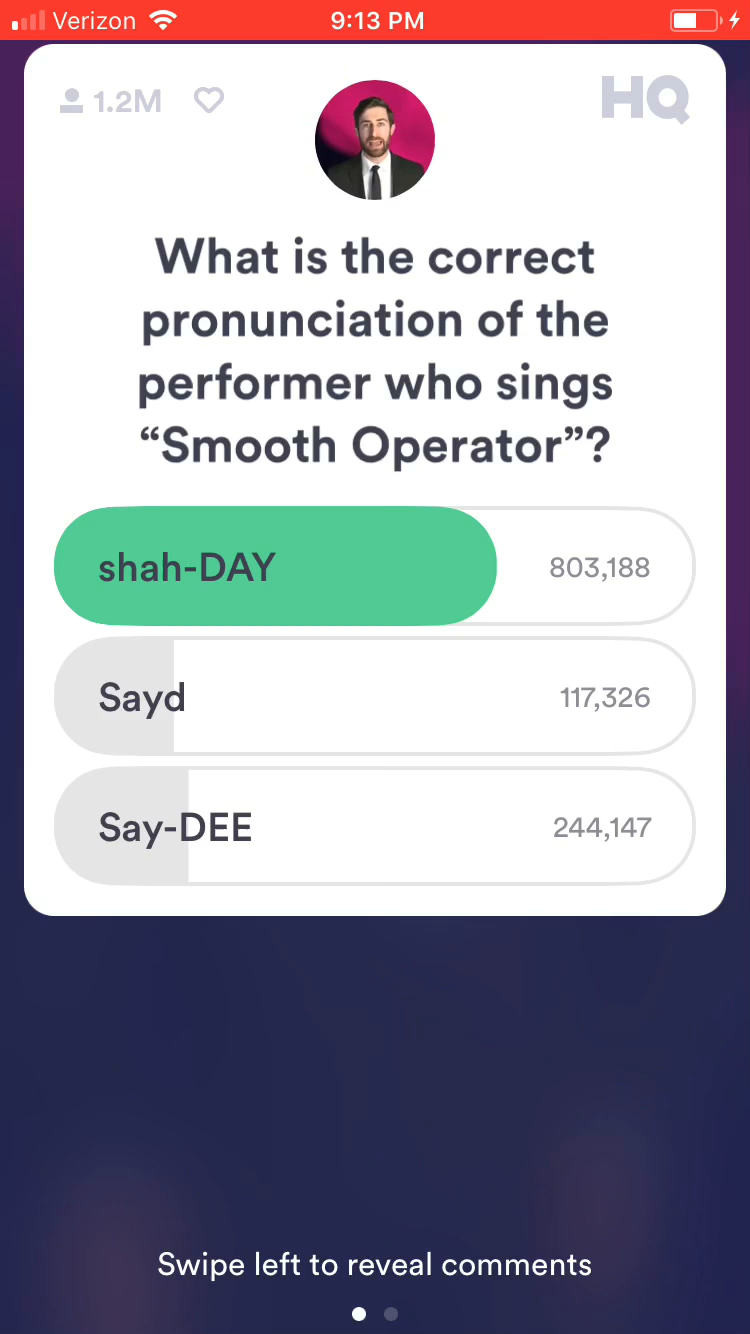 Verizon 9:13 PM
1.2M HQ
What is the correct
pronunciation of the
performer who sings
“Smooth Operator”?
shah-DAY 803,188
Sayd 117,326
Say-DEE 244,147
Swipe left to reveal comments